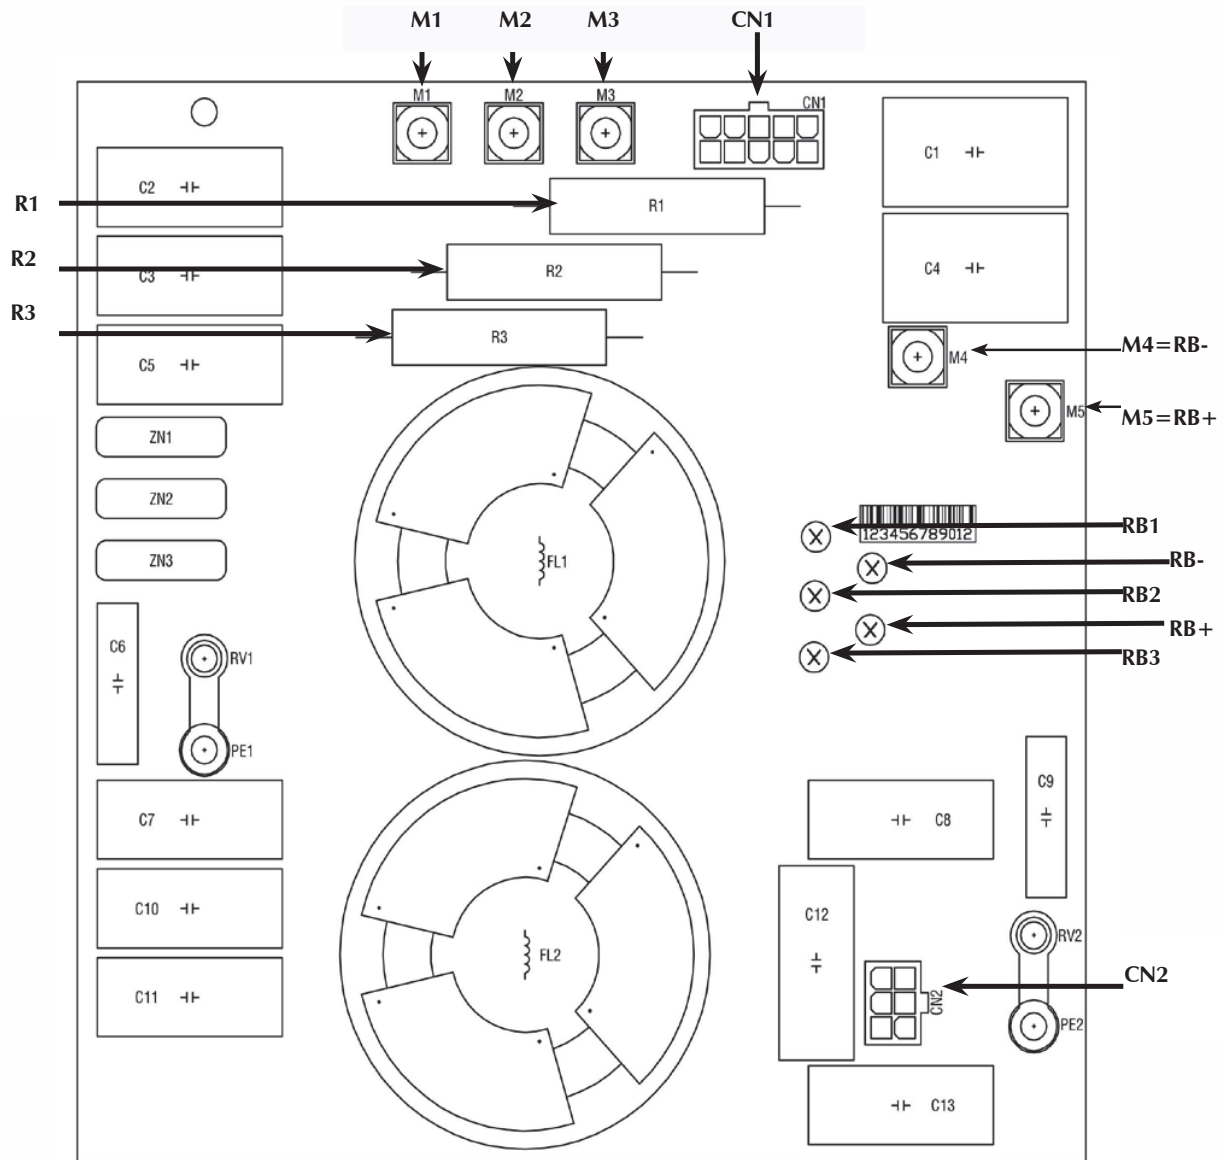 M1 M2 M3 CN1
M1 M2 M3 CN1
C2
C1
R1
R1
R2
C3
R2
C4
R3
R3
C5
M4
M4=RB-
M5
M5=RB+
ZN1
ZN2
ZN3
123456789012
RB1
RB-
RB2
RB+
RB3
FL1
C6
RV1
PE1
C7
C8
C9
C10
C12
RV2
FL2
C11
CN2
CN2
PE2
C13